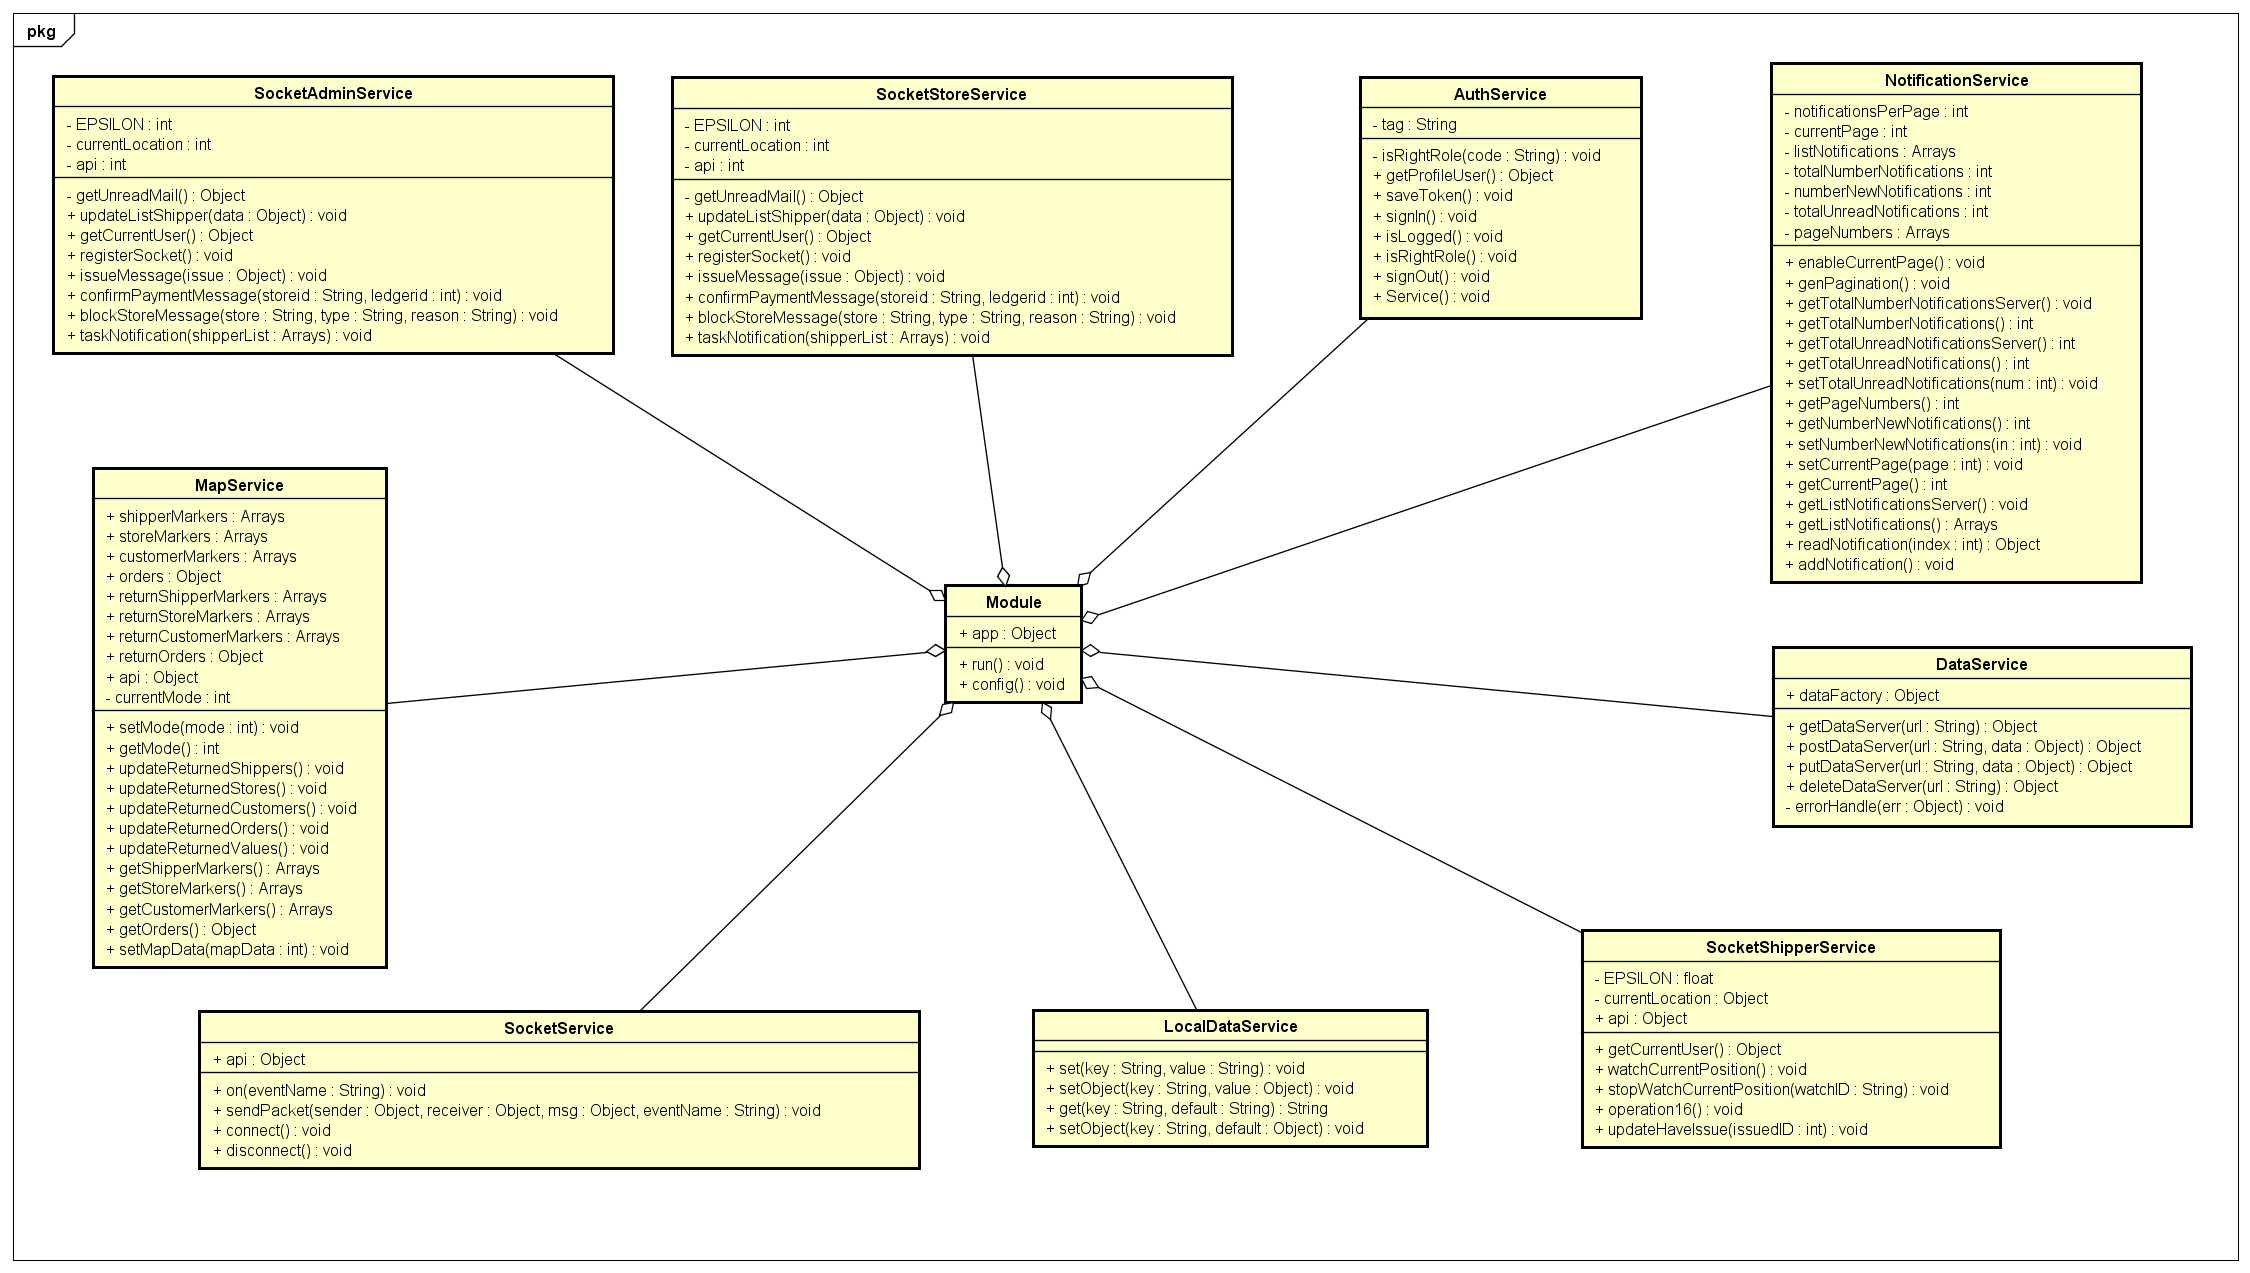 pkg
SocketAdminService
- EPSILON : int
- currentLocation : int
- api : int
- getUnreadMail() : Object
+ updateListShipper(data : Object) : void
+ getCurrentUser() : Object
+ registerSocket() : void
+ issueMessage(issue : Object) : void
+ confirmPaymentMessage(storeid : String, ledgerid : int) : void
+ blockStoreMessage(store : String, type : String, reason : String) : void
+ taskNotification(shipperList : Arrays) : void
SocketStoreService
- EPSILON : int
- currentLocation : int
- api : int
- getUnreadMail() : Object
+ updateListShipper(data : Object) : void
+ getCurrentUser() : Object
+ registerSocket() : void
+ issueMessage(issue : Object) : void
+ confirmPaymentMessage(storeid : String, ledgerid : int) : void
+ blockStoreMessage(store : String, type : String, reason : String) : void
+ taskNotification(shipperList : Arrays) : void
AuthService
- tag : String
- isRightRole(code : String) : void
+ getProfileUser() : Object
+ saveToken() : void
+ signIn() : void
+ isLogged() : void
+ isRightRole() : void
+ signOut() : void
+ Service() : void
NotificationService
- notificationsPerPage : int
- currentPage : int
- listNotifications : Arrays
- totalNumberNotifications : int
- numberNewNotifications : int
- totalUnreadNotifications : int
- pageNumbers : Arrays
+ enableCurrentPage() : void
+ genPagination() : void
+ getTotalNumberNotificationsServer() : void
+ getTotalNumberNotifications() : int
+ getTotalUnreadNotificationsServer() : int
+ getTotalUnreadNotifications() : int
+ setTotalUnreadNotifications(num : int) : void
+ getPageNumbers() : int
+ getNumberNewNotifications() : int
+ setNumberNewNotifications(in : int) : void
+ setCurrentPage(page : int) : void
+ getCurrentPage() : int
+ getListNotificationsServer() : void
+ getListNotifications() : Arrays
+ readNotification(index : int) : Object
+ addNotification() : void
MapService
+ shipperMarkers : Arrays
+ storeMarkers : Arrays
+ customerMarkers : Arrays
+ orders : Object
+ returnShipperMarkers : Arrays
+ returnStoreMarkers : Arrays
+ returnCustomerMarkers : Arrays
+ returnOrders : Object
+ api : Object
- currentMode : int
+ setMode(mode : int) : void
+ getMode() : int
+ updateReturnedShippers() : void
+ updateReturnedStores() : void
+ updateReturnedCustomers() : void
+ updateReturnedOrders() : void
+ updateReturnedValues() : void
+ getShipperMarkers() : Arrays
+ getStoreMarkers() : Arrays
+ getCustomerMarkers() : Arrays
+ getOrders() : Object
+ setMapData(mapData : int) : void
Module
+ app : Object
+ run() : void
+ config() : void
DataService
+ dataFactory : Object
+ getDataServer(url : String) : Object
+ postDataServer(url : String, data : Object) : Object
+ putDataServer(url : String, data : Object) : Object
+ deleteDataServer(url : String) : Object
- errorHandle(err : Object) : void
SocketService
+ api : Object
+ on(eventName : String) : void
+ sendPacket(sender : Object, receiver : Object, msg : Object, eventName : String) : void
+ connect() : void
+ disconnect() : void
LocalDataService
+ set(key : String, value : String) : void
+ setObject(key : String, value : Object) : void
+ get(key : String, default : String) : String
+ setObject(key : String, default : Object) : void
SocketShipperService
- EPSILON : float
- currentLocation : Object
+ api : Object
+ getCurrentUser() : Object
+ watchCurrentPosition() : void
+ stopWatchCurrentPosition(watchID : String) : void
+ operation16() : void
+ updateHaveIssue(issuedID : int) : void